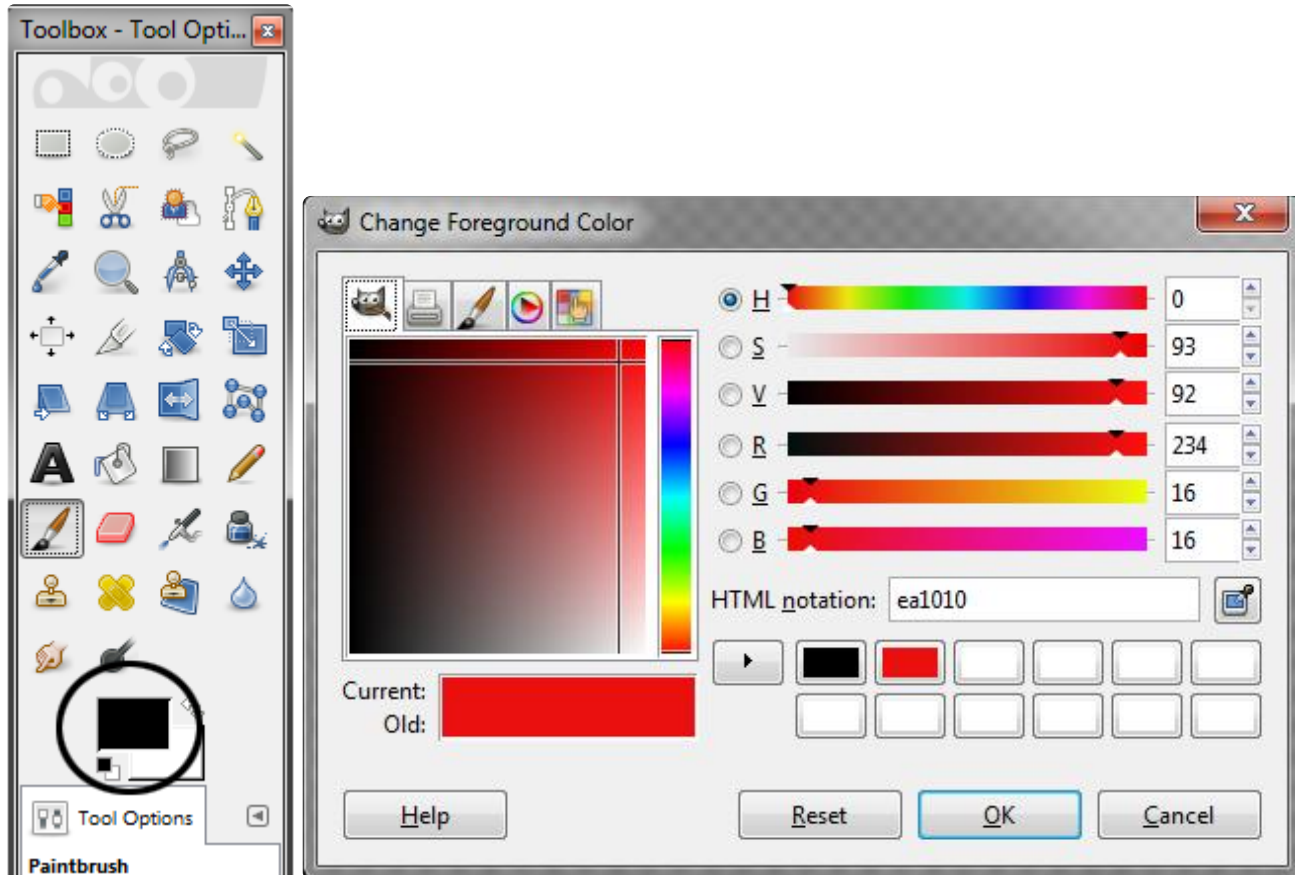 Toolbox - Tool Opti...
Tool Options
Paintbrush
Change Foreground Color
H 0
S 93
V 92
R 234
G 16
B 16
HTML notation: ea1010
Current:
Old:
Help Reset OK Cancel